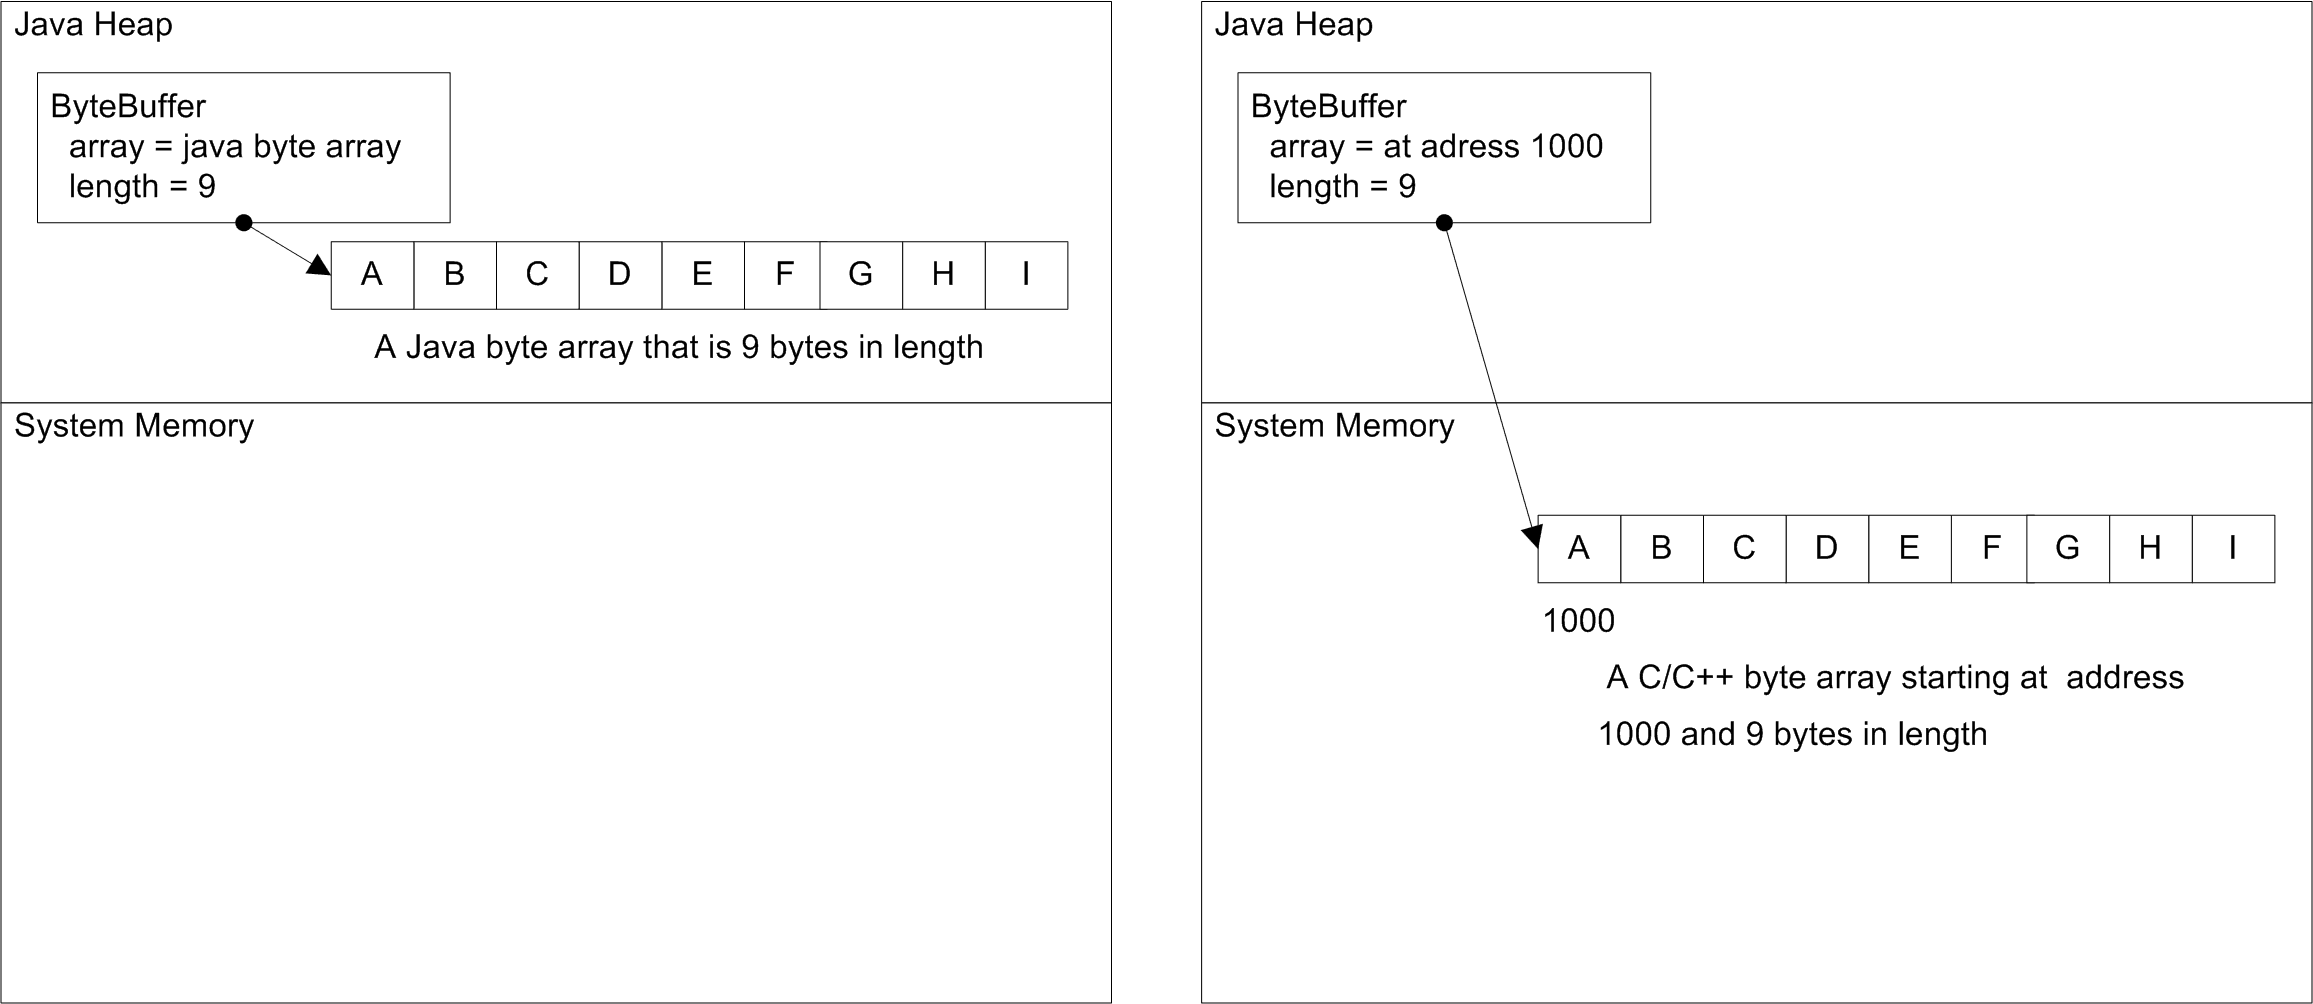 Java Heap
ByteBuffer
array = java byte array
length = 9
A B C D E F G H I
A Java byte array that is 9 bytes in length
System Memory
Java Heap
ByteBuffer
array = at adress 1000
length = 9
System Memory
A B C D E F G H I
1000
A C/C++ byte array starting at  address
1000 and 9 bytes in length